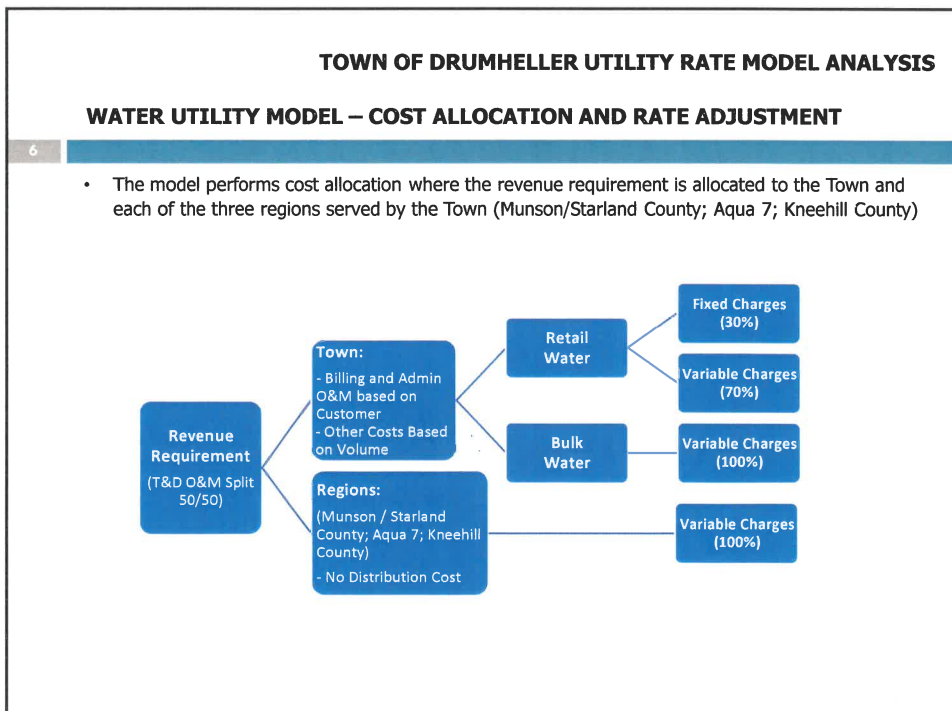 TOWN OF DRUMHELLER UTILITY RATE MODEL ANALYSIS
WATER UTILITY MODEL – COST ALLOCATION AND RATE ADJUSTMENT
6
• The model performs cost allocation where the revenue requirement is allocated to the Town and
each of the three regions served by the Town (Munson/Starland County; Aqua 7; Kneehill County)
Revenue
Requirement
(T&D O&M Split
50/50)
Town:
- Billing and Admin
O&M based on
Customer
- Other Costs Based
on Volume
Regions:
(Munson / Starland
County; Aqua 7; Kneehill
County)
- No Distribution Cost
Retail
Water
Bulk
Water
Fixed Charges
(30%)
Variable Charges
(70%)
Variable Charges
(100%)
Variable Charges
(100%)